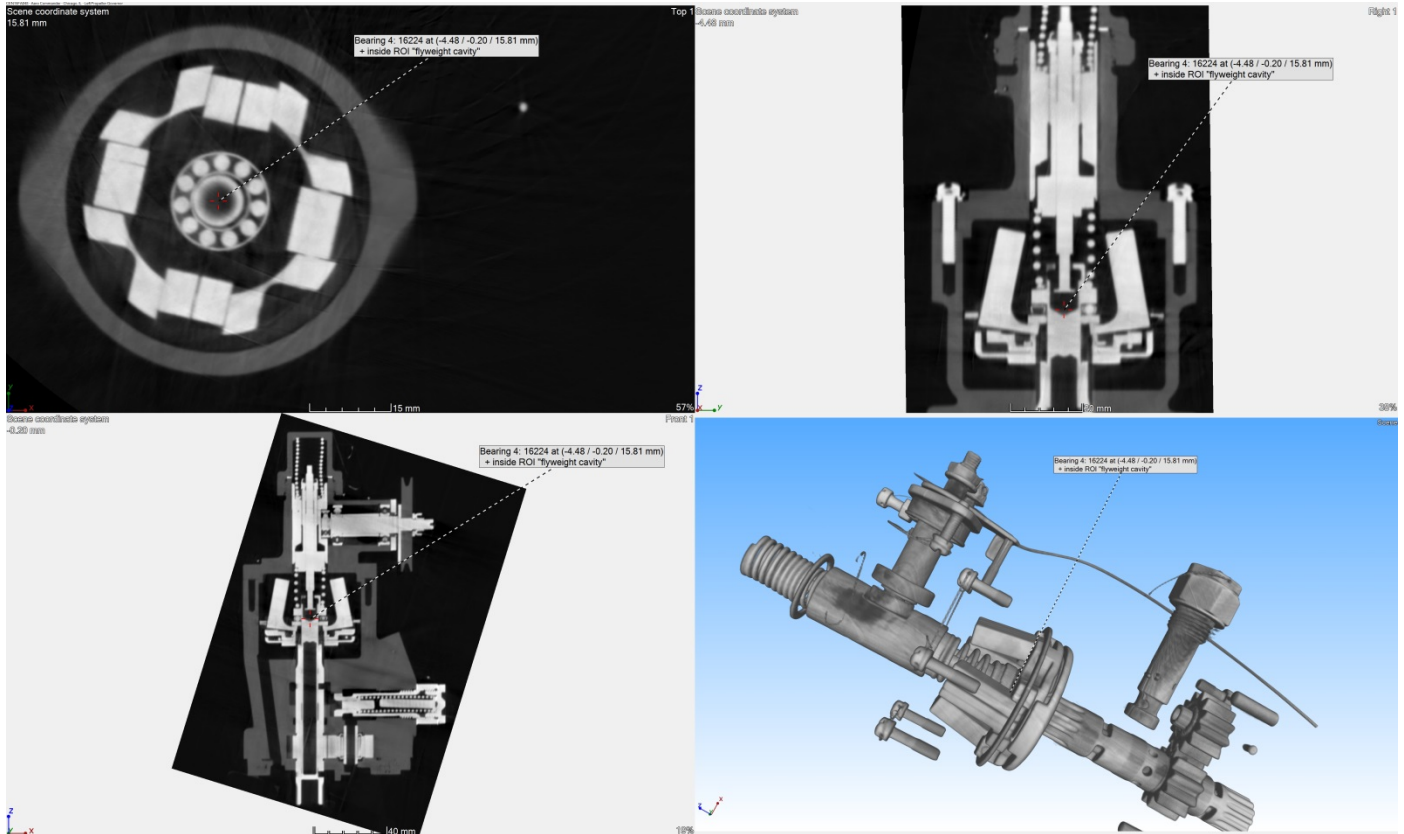 Scene coordinate system
15.81 mm
Top 1
Bearing 4: 16224 at (-4.48 / -0.20 / 15.81 mm)
+ inside ROI "flyweight cavity"
y
x
15 mm
57%
Scene coordinate system
-4.48 mm
Right 1
Bearing 4: 16224 at (-4.48 / -0.20 / 15.81 mm)
+ inside ROI "flyweight cavity"
z
x
y
mm
Scene coordinate system
-0.20 mm
Front 1
Bearing 4: 16224 at (-4.48 / -0.20 / 15.81 mm)
+ inside ROI "flyweight cavity"
z
y
x
40 mm
Scene
Bearing 4: 16224 at (-4.48 / -0.20 / 15.81 mm)
+ inside ROI "flyweight cavity"
z
x